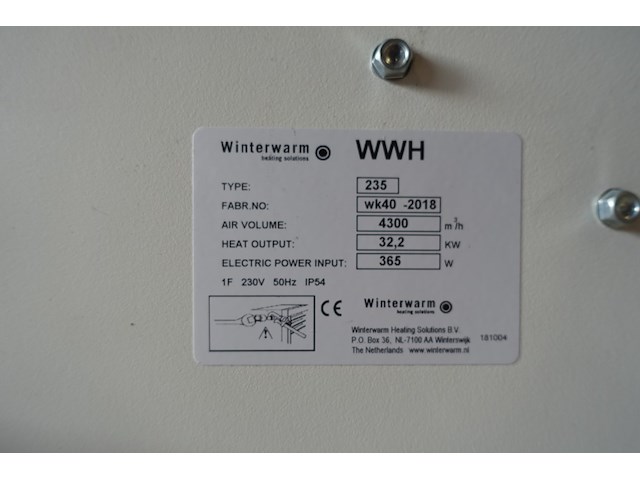 Winterwarm WWH
heating solutions
TYPE: 235
FABR.NO: wk40 -2018
AIR VOLUME: 4300 m³/h
HEAT OUTPUT: 32,2 KW
ELECTRIC POWER INPUT: 365 W
1F 230V 50Hz IP54
CE Winterwarm
heating solutions
Winterwarm Heating Solutions B.V.
P.O. Box 36, NL-7100 AA Winterswijk 181004
The Netherlands www.winterwarm.nl